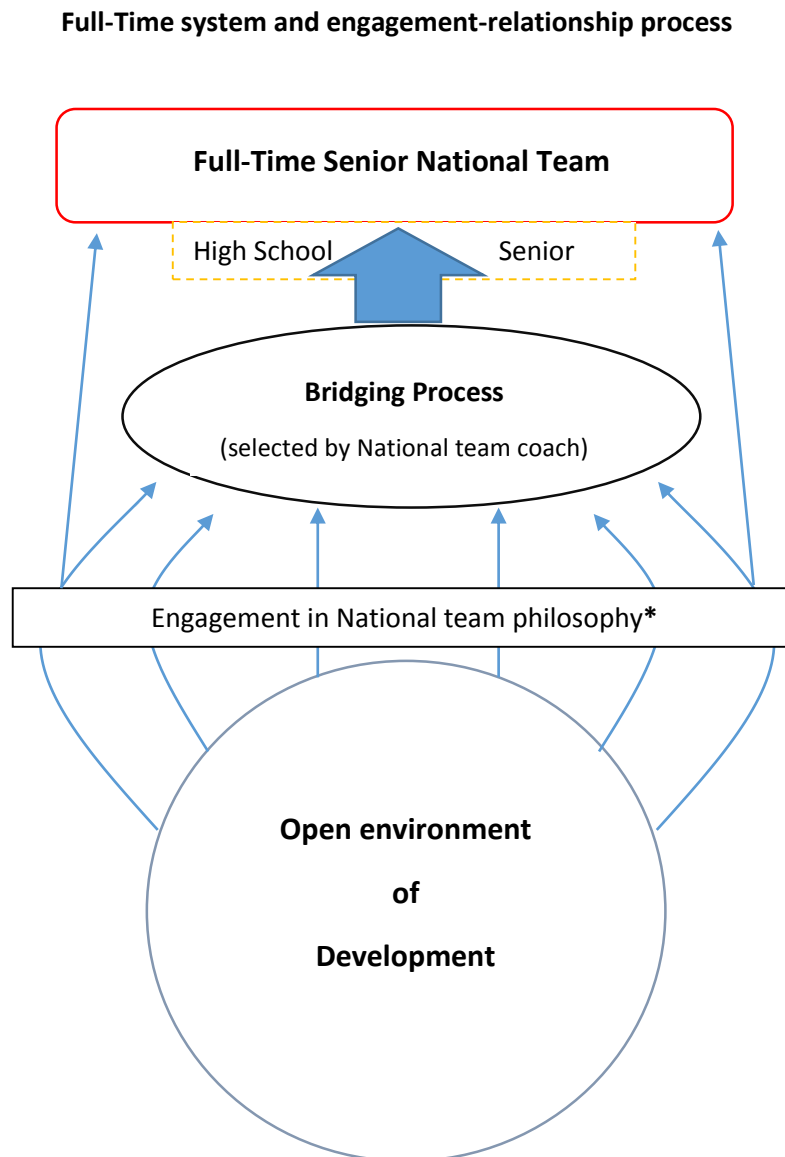 Full-Time system and engagement-relationship process
Full-Time Senior National Team
High School
Senior
Bridging Process
(selected by National team coach)
Engagement in National team philosophy*
Open environment
of
Development